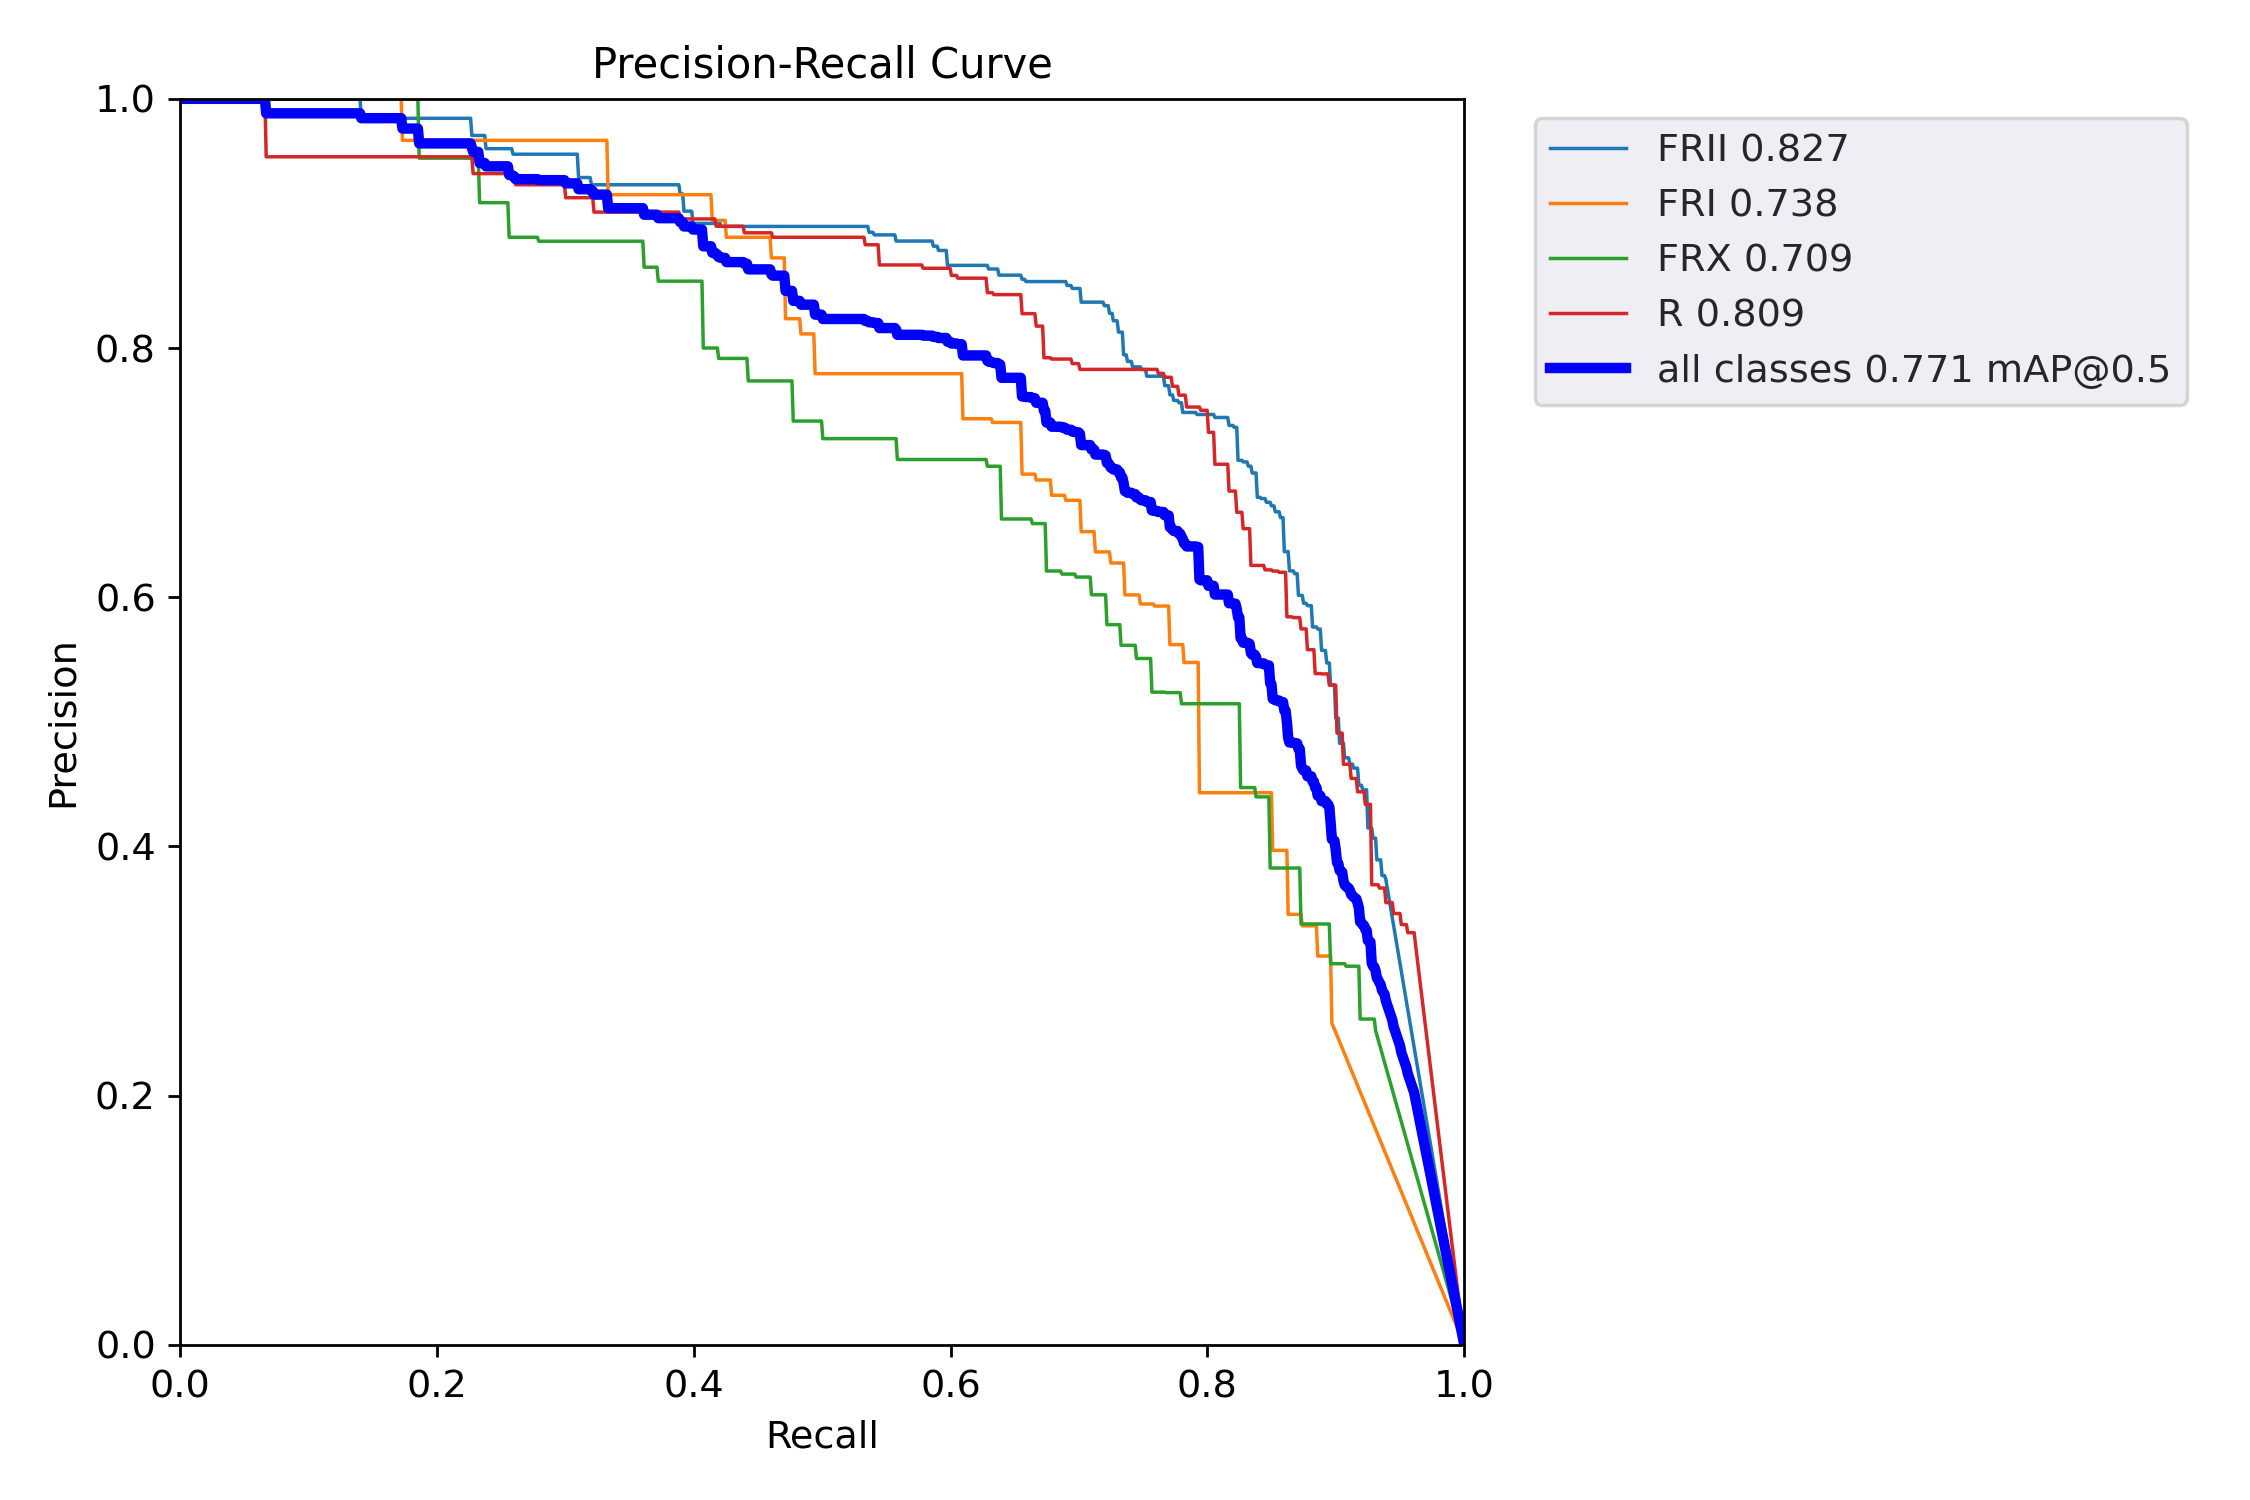 Precision-Recall Curve
1.0
0.8
0.6
0.4
0.2
0.0
Precision
0.0 0.2 0.4 0.6 0.8 1.0
Recall
FRII 0.827
FRI 0.738
FRX 0.709
R 0.809
all classes 0.771 mAP@0.5